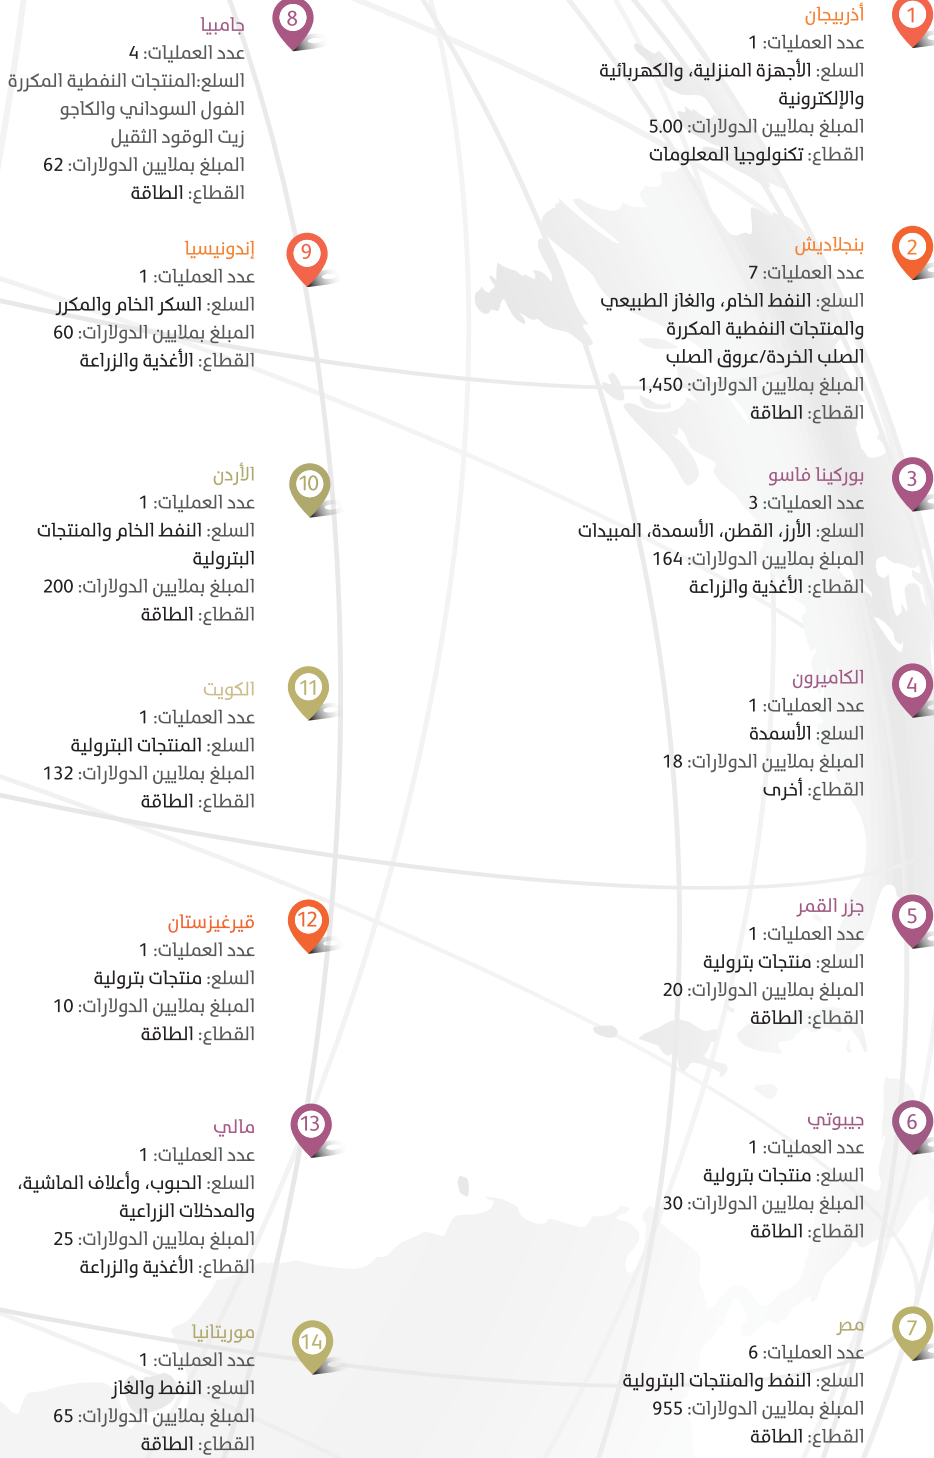 1
أذربيجان
عدد العمليات: 1
السلع: الأجهزة المنزلية، والكهربائية
والإلكترونية
المبلغ بملايين الدولارات: 5.00
القطاع: تكنولوجيا المعلومات
2
بنجلاديش
عدد العمليات: 7
السلع: النفط الخام، والغاز الطبيعي
والمنتجات النفطية المكررة
الصلب الخردة/عروق الصلب
المبلغ بملايين الدولارات: 1,450
القطاع: الطاقة
3
بوركينا فاسو
عدد العمليات: 3
السلع: الأرز، القطن، الأسمدة، المبيدات
المبلغ بملايين الدولارات: 164
القطاع: الأغذية والزراعة
4
الكاميرون
عدد العمليات: 1
السلع: الأسمدة
المبلغ بملايين الدولارات: 18
القطاع: أخرى
5
جزر القمر
عدد العمليات: 1
السلع: منتجات بترولية
المبلغ بملايين الدولارات: 20
القطاع: الطاقة
6
جيبوتي
عدد العمليات: 1
السلع: منتجات بترولية
المبلغ بملايين الدولارات: 30
القطاع: الطاقة
7
مصر
عدد العمليات: 6
السلع: النفط والمنتجات البترولية
المبلغ بملايين الدولارات: 955
القطاع: الطاقة
8
جامبيا
عدد العمليات: 4
السلع:المنتجات النفطية المكررة
الفول السوداني والكاجو
زيت الوقود الثقيل
المبلغ بملايين الدولارات: 62
القطاع: الطاقة
9
إندونيسيا
عدد العمليات: 1
السلع: السكر الخام والمكرر
المبلغ بملايين الدولارات: 60
القطاع: الأغذية والزراعة
10
الأردن
عدد العمليات: 1
السلع: النفط الخام والمنتجات
البترولية
المبلغ بملايين الدولارات: 200
القطاع: الطاقة
11
الكويت
عدد العمليات: 1
السلع: المنتجات البترولية
المبلغ بملايين الدولارات: 132
القطاع: الطاقة
12
قيرغيزستان
عدد العمليات: 1
السلع: منتجات بترولية
المبلغ بملايين الدولارات: 10
القطاع: الطاقة
13
مالي
عدد العمليات: 1
السلع: الحبوب، وأعلاف الماشية،
والمدخلات الزراعية
المبلغ بملايين الدولارات: 25
القطاع: الأغذية والزراعة
14
موريتانيا
عدد العمليات: 1
السلع: النفط والغاز
المبلغ بملايين الدولارات: 65
القطاع: الطاقة